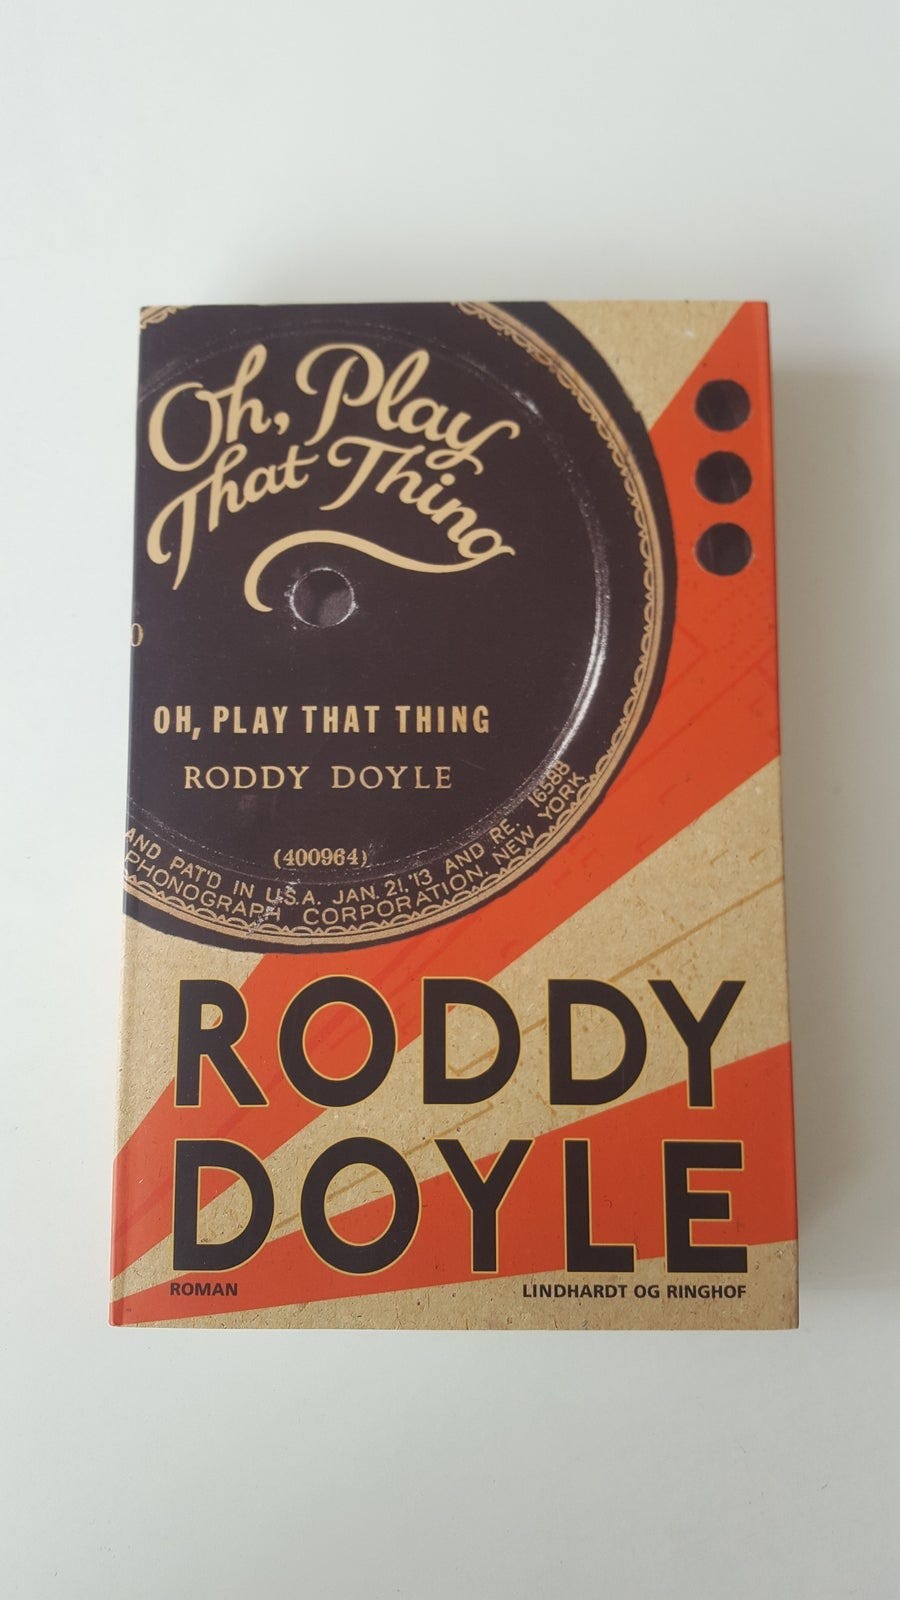 Oh, Play
That Thing
0
OH, PLAY THAT THING
RODDY DOYLE
(400964)
AND PAT'D IN U.S.A. JAN. 21,'13 AND RE. 16588
PHONOGRAPH CORPORATION, NEW YORK
RODDY
DOYLE
ROMAN
LINDHARDT OG RINGHOF